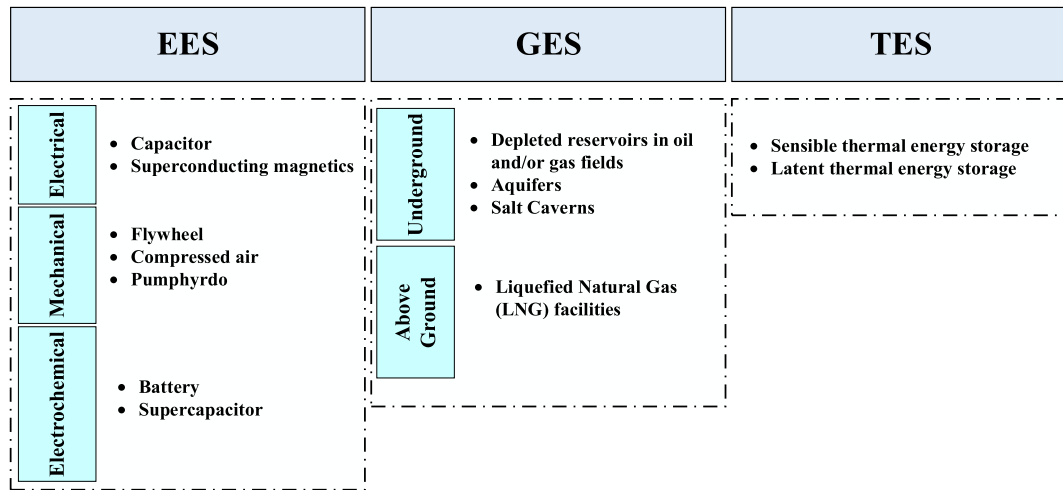 EES
GES
TES
Electrical
• Capacitor
• Superconducting magnetics
Mechanical
• Flywheel
• Compressed air
• Pumphyrdo
Electrochemical
• Battery
• Supercapacitor
Underground
• Depleted reservoirs in oil
and/or gas fields
• Aquifers
• Salt Caverns
Above
Ground
• Liquefied Natural Gas
(LNG) facilities
• Sensible thermal energy storage
• Latent thermal energy storage